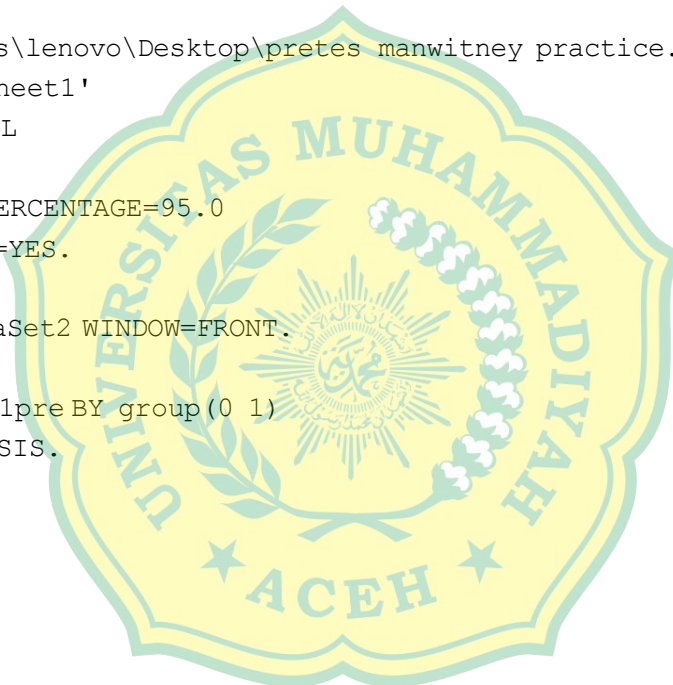 s\lenovo\Desktop\pretes manwitney practice.
heet1'
L
ERCENTAGE=95.0
=YES.
aSet2 WINDOW=FRONT.
1pre BY group(0 1)
SIS.
UNIVERSITAS MUHAMMADIYAH
ACEH